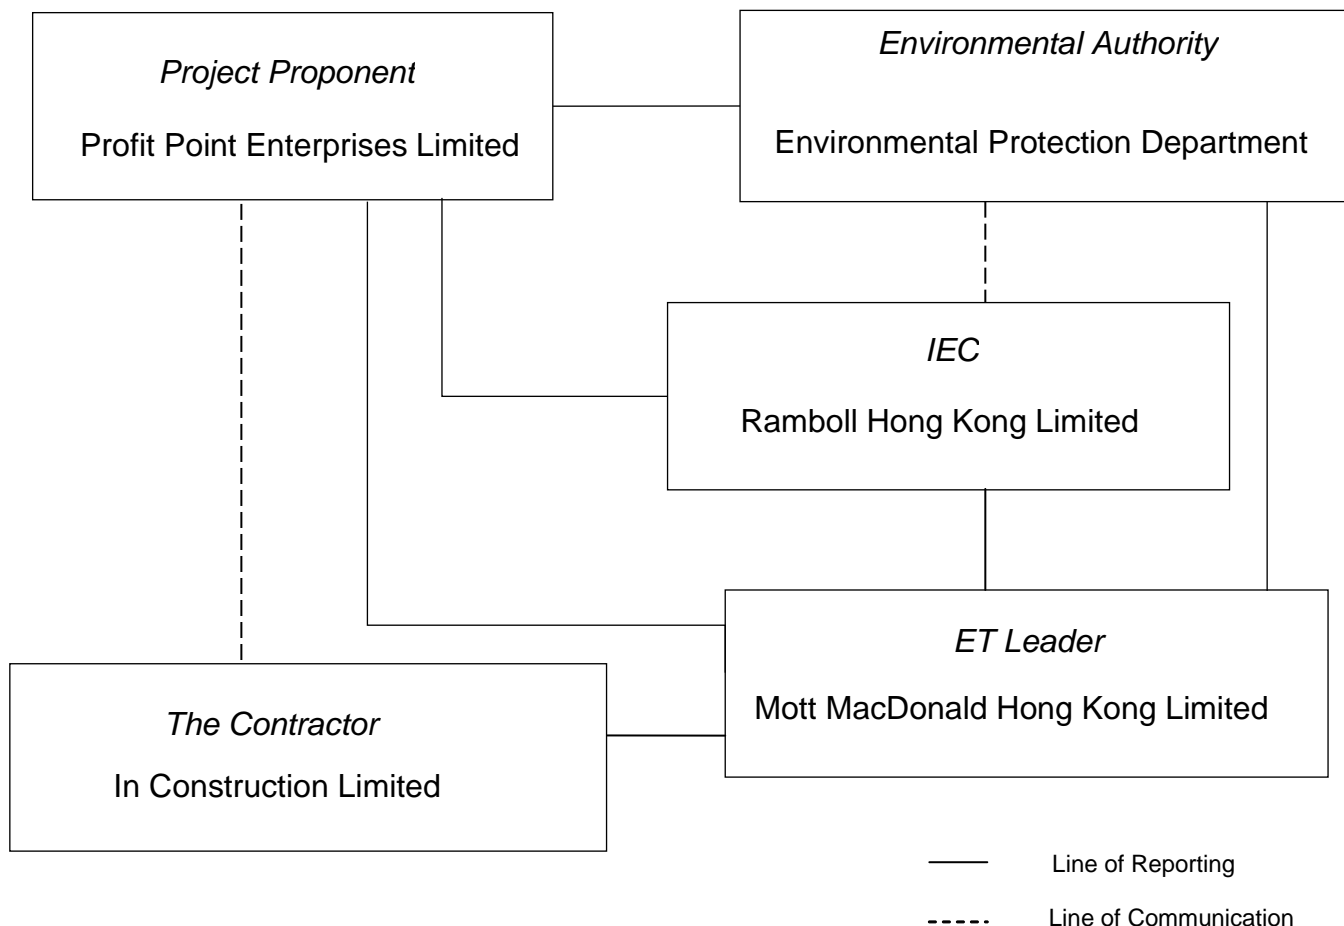 Project Proponent
Profit Point Enterprises Limited
Environmental Authority
Environmental Protection Department
IEC
Ramboll Hong Kong Limited
ET Leader
Mott MacDonald Hong Kong Limited
The Contractor
In Construction Limited
Line of Reporting
Line of Communication